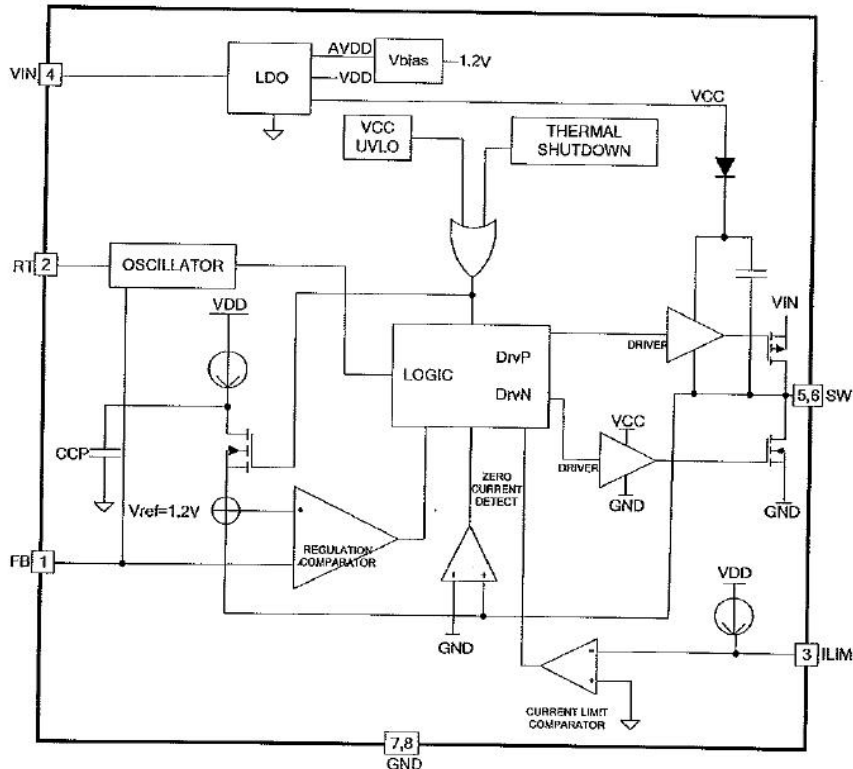 AVDD
Vbias
1.2V
VIN 4
LDO
VDD
VCC
VCC
UVLO
THERMAL
SHUTDOWN
RT 2
OSCILLATOR
VDD
VIN
DRIVER
LOGIC
DrvP
DrvN
5,6 SW
VCC
CCP
DRIVER
ZERO
CURRENT
DETECT
GND
GND
Vref=1.2V
REGULATION
COMPARATOR
FB 1
VDD
GND
3 ILIM
CURRENT LIMIT
COMPARATOR
7,8
GND